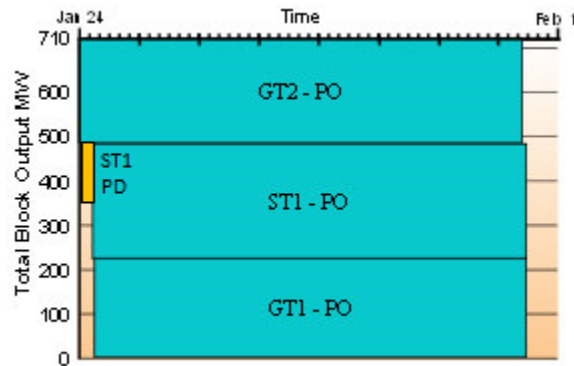 Jan 24 Time Feb 1
Total Block Output MW
710
GT2 - PO
600
500
ST1
PD
400
ST1 - PO
300
200
GT1 - PO
100
0